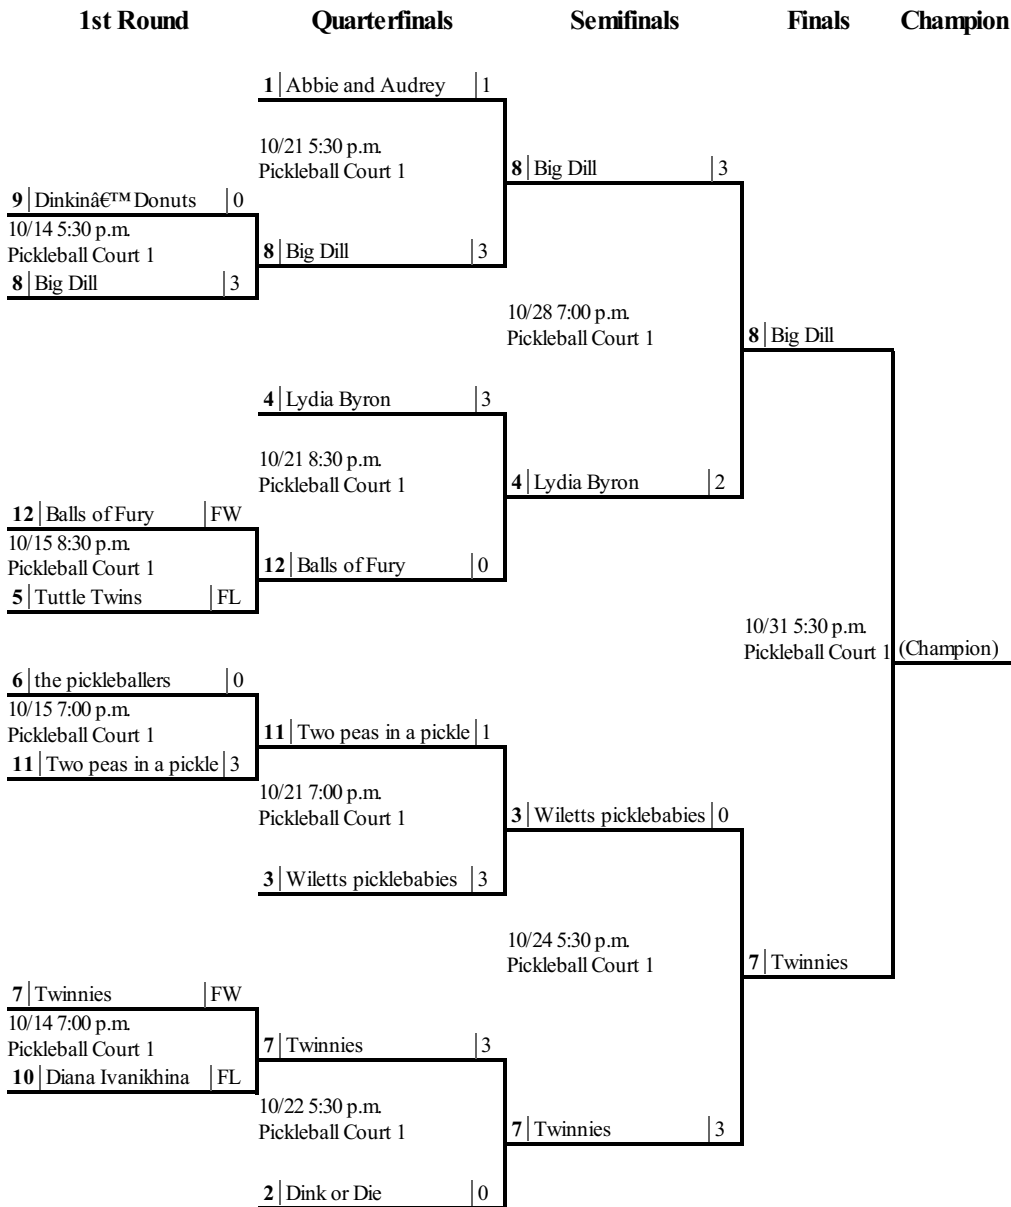 1st Round Quarterfinals Semifinals Finals Champion
1 Abbie and Audrey 1
10/21 5:30 p.m.
Pickleball Court 1
8 Big Dill 3
9 Dinkinâ€™ Donuts 0
10/14 5:30 p.m.
Pickleball Court 1
8 Big Dill 3
8 Big Dill 3
10/28 7:00 p.m.
Pickleball Court 1
8 Big Dill
4 Lydia Byron 3
10/21 8:30 p.m.
Pickleball Court 1
4 Lydia Byron 2
12 Balls of Fury FW
10/15 8:30 p.m.
Pickleball Court 1
12 Balls of Fury 0
5 Tuttle Twins FL
10/31 5:30 p.m.
Pickleball Court 1
(Champion)
6 the pickleballers 0
10/15 7:00 p.m.
Pickleball Court 1
11 Two peas in a pickle 1
11 Two peas in a pickle 3
10/21 7:00 p.m.
Pickleball Court 1
3 Wiletts picklebabies 0
3 Wiletts picklebabies 3
10/24 5:30 p.m.
Pickleball Court 1
7 Twinnies
7 Twinnies FW
10/14 7:00 p.m.
Pickleball Court 1
7 Twinnies 3
10 Diana Ivanikhina FL
10/22 5:30 p.m.
Pickleball Court 1
7 Twinnies 3
2 Dink or Die 0